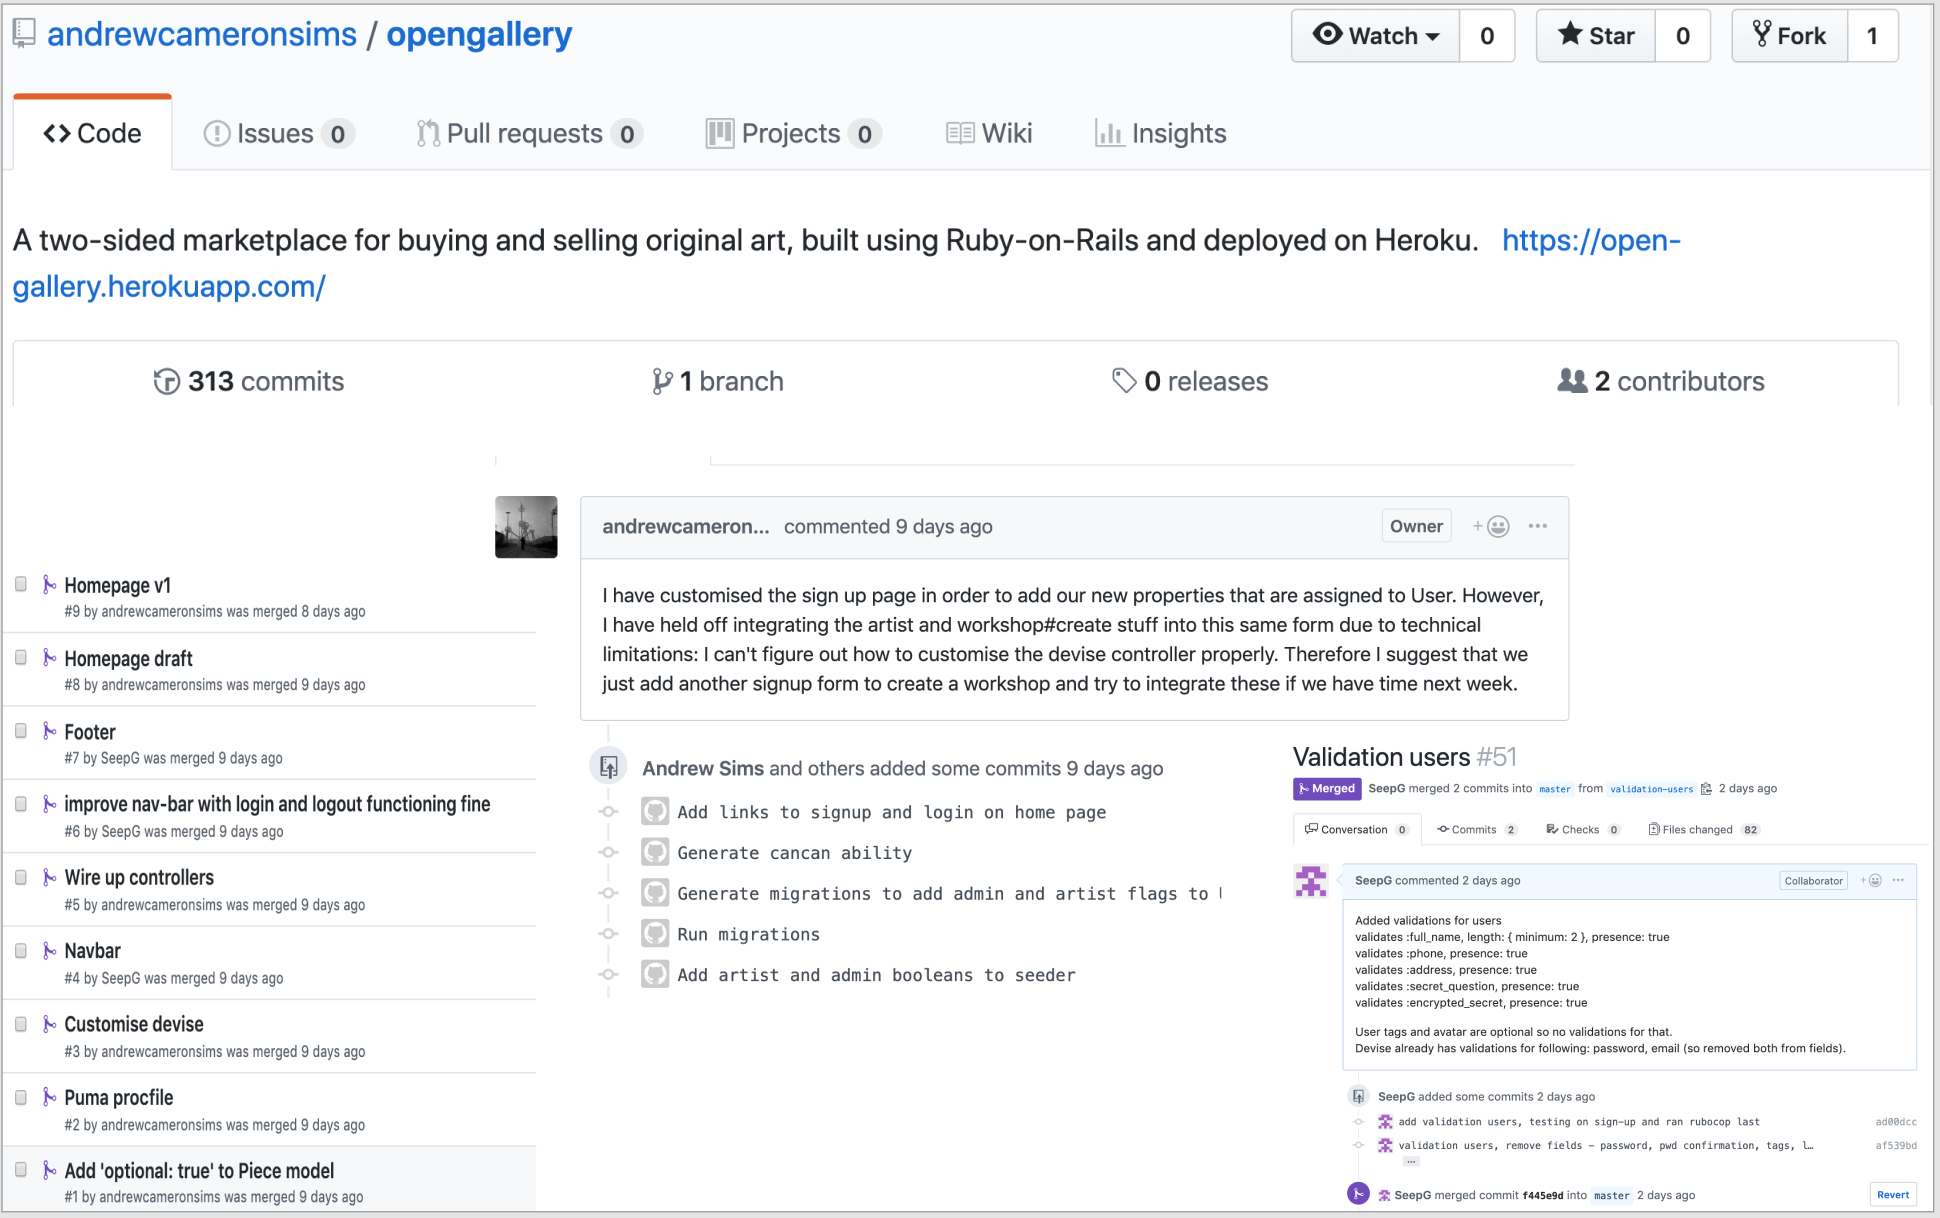 andrewcameronsims / opengallery
Watch 0 Star 0 Fork 1
Code Issues 0 Pull requests 0 Projects 0 Wiki Insights
A two-sided marketplace for buying and selling original art, built using Ruby-on-Rails and deployed on Heroku. https://open-
gallery.herokuapp.com/
313 commits 1 branch 0 releases 2 contributors
Homepage v1
#9 by andrewcameronsims was merged 8 days ago
Homepage draft
#8 by andrewcameronsims was merged 9 days ago
Footer
#7 by SeepG was merged 9 days ago
improve nav-bar with login and logout functioning fine
#6 by SeepG was merged 9 days ago
Wire up controllers
#5 by andrewcameronsims was merged 9 days ago
Navbar
#4 by SeepG was merged 9 days ago
Customise devise
#3 by andrewcameronsims was merged 9 days ago
Puma procfile
#2 by andrewcameronsims was merged 9 days ago
Add 'optional: true' to Piece model
#1 by andrewcameronsims was merged 9 days ago
andrewcameron... commented 9 days ago Owner
I have customised the sign up page in order to add our new properties that are assigned to User. However,
I have held off integrating the artist and workshop#create stuff into this same form due to technical
limitations: I can't figure out how to customise the devise controller properly. Therefore I suggest that we
just add another signup form to create a workshop and try to integrate these if we have time next week.
Andrew Sims and others added some commits 9 days ago
Add links to signup and login on home page
Generate cancan ability
Generate migrations to add admin and artist flags to
Run migrations
Add artist and admin booleans to seeder
Validation users #51
Merged SeepG merged 2 commits into master from validation-users 2 days ago
Conversation 0 Commits 2 Checks 0 Files changed 82
SeepG commented 2 days ago Collaborator
Added validations for users
validates :full_name, length: { minimum: 2 }, presence: true
validates :phone, presence: true
validates :address, presence: true
validates :secret_question, presence: true
validates :encrypted_secret, presence: true
User tags and avatar are optional so no validations for that.
Devise already has validations for following: password, email (so removed both from fields).
SeepG added some commits 2 days ago
add validation users, testing on sign-up and ran rubocop last ad00dcc
validation users, remove fields - password, pwd confirmation, tags, l… af539bd
SeepG merged commit f445e9d into master 2 days ago Revert